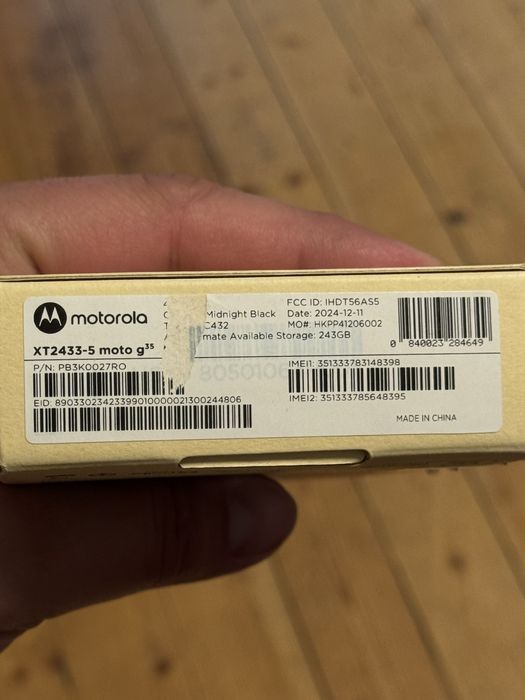 motorola
XT2433-5 moto g35
P/N: PB3K0027RO
EID: 89033023423399010000021300244806
Midnight Black
C432
mate Available Storage: 243GB
FCC ID: IHDT56AS5
Date: 2024-12-11
MO#: HKPP41206002
0 840023 284649
8050106
IMEI1: 351333783148398
IMEI2: 351333785648395
MADE IN CHINA